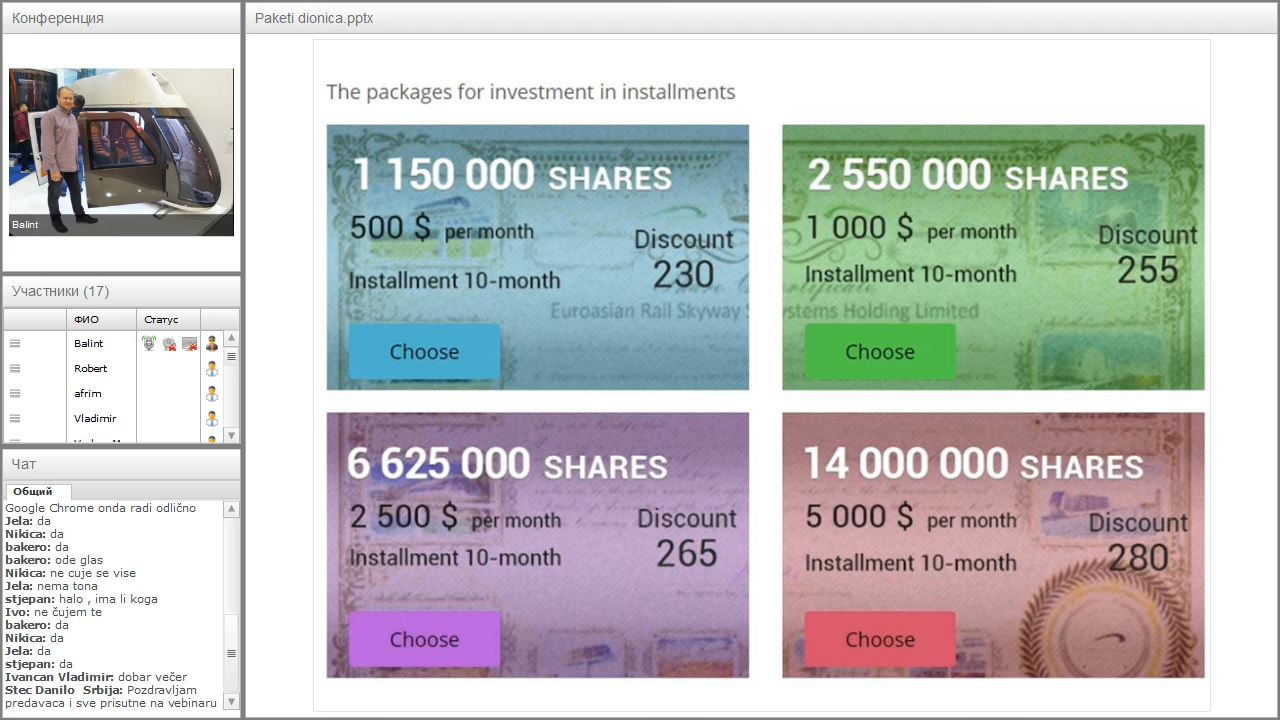 Конференция
Balint
Участники (17)
ФИО Статус
Balint
Robert
afrim
Vladimir
Чат
Общий
Google Chrome onda radi odlično
Jela: da
Nikica: da
bakero: da
bakero: ode glas
Nikica: ne cuje se vise
Jela: nema tona
stjepan: halo , ima li koga
Ivo: ne čujem te
bakero: da
Nikica: da
Jela: da
stjepan: da
Ivancan Vladimir: dobar večer
Stec Danilo Srbija: Pozdravljam
predavaca i sve prisutne na vebinaru
Paketi dionica.pptx
The packages for investment in installments
1 150 000 SHARES
500 $ per month
Discount
230
Installment 10-month
Euroasian Rail Skyway
Choose
2 550 000 SHARES
1 000 $ per month
Discount
255
Installment 10-month
Systems Holding Limited
Choose
6 625 000 SHARES
2 500 $ per month
Discount
265
Installment 10-month
Choose
14 000 000 SHARES
5 000 $ per month
Discount
280
Installment 10-month
Choose